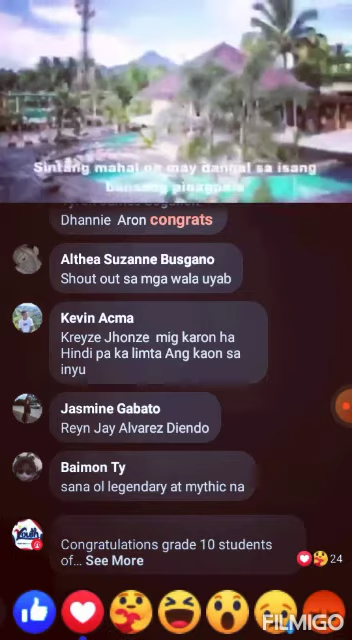 Sintang mahal na may dangal sa isang
bansang pinagpala
Dhannie Aron congrats
Althea Suzanne Busgano
Shout out sa mga wala uyab
Kevin Acma
Kreyze Jhonze mig karon ha
Hindi pa ka limta Ang kaon sa
inyu
Jasmine Gabato
Reyn Jay Alvarez Diendo
Baimon Ty
sana ol legendary at mythic na
Youth
Congratulations grade 10 students
of... See More
24
FILMIGO